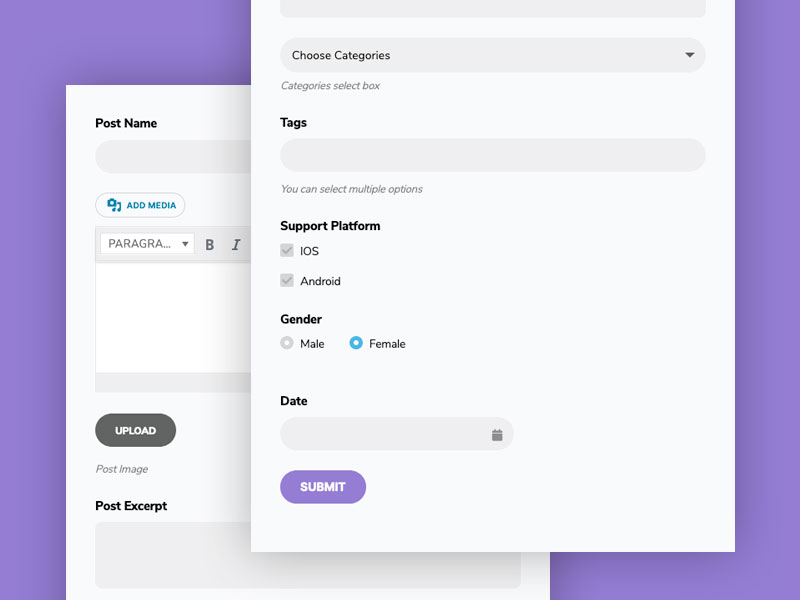 Post Name
ADD MEDIA
PARAGRA...
B I
UPLOAD
Post Image
Post Excerpt
Choose Categories
Categories select box
Tags
You can select multiple options
Support Platform
IOS
Android
Gender
Male Female
Date
SUBMIT